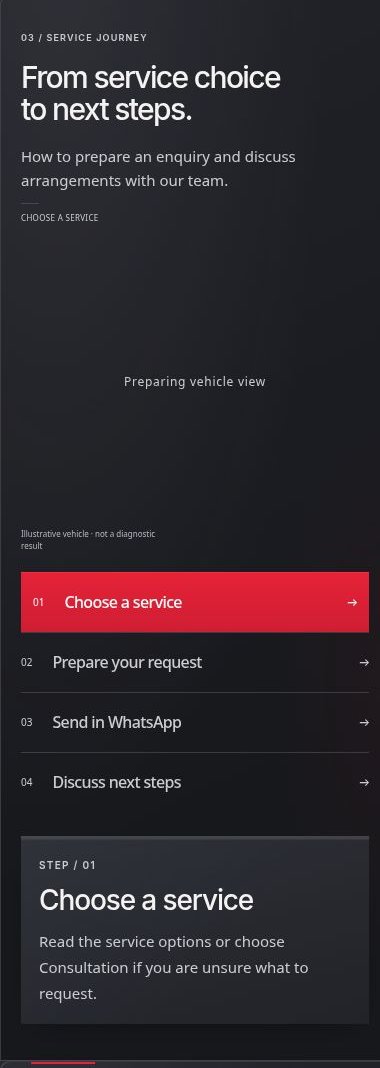 03 / SERVICE JOURNEY
From service choice
to next steps.
How to prepare an enquiry and discuss
arrangements with our team.
CHOOSE A SERVICE
Preparing vehicle view
Illustrative vehicle · not a diagnostic
result
01 Choose a service →
02 Prepare your request →
03 Send in WhatsApp →
04 Discuss next steps →
STEP / 01
Choose a service
Read the service options or choose
Consultation if you are unsure what to
request.